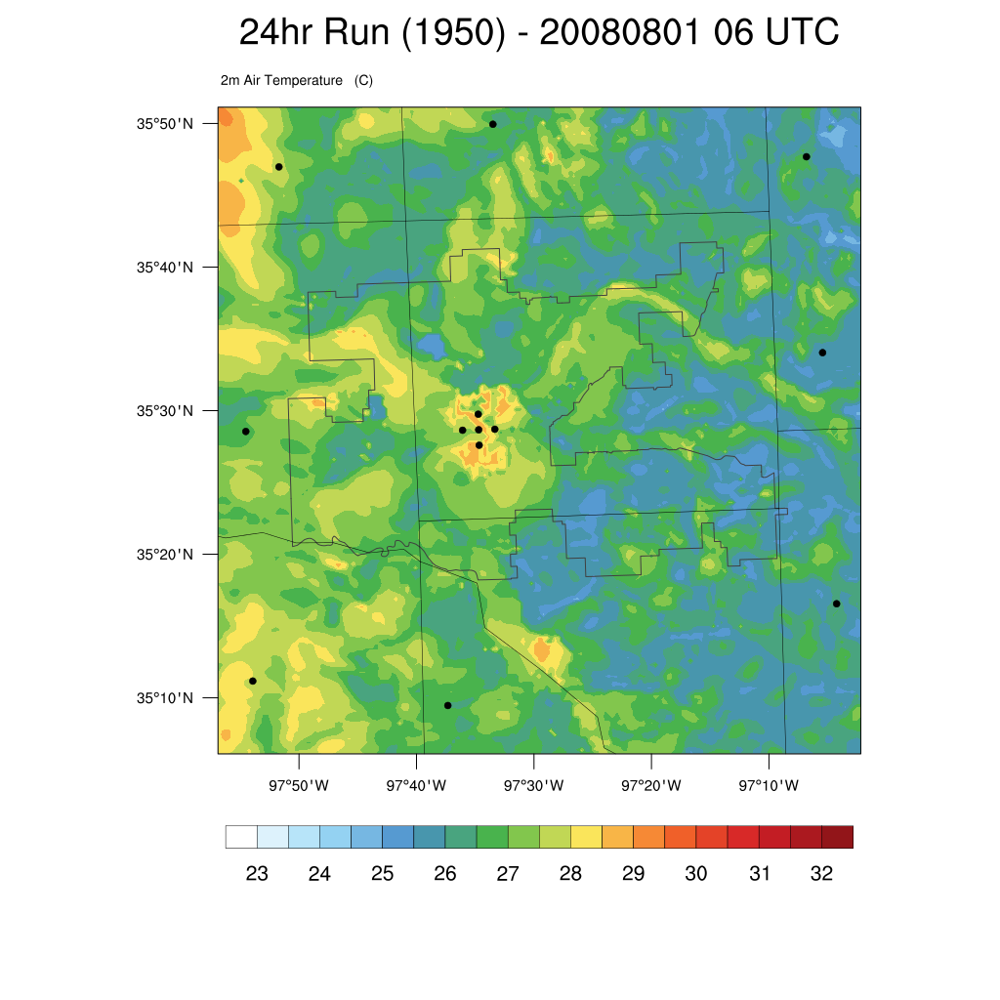 24hr Run (1950) - 20080801 06 UTC
2m Air Temperature (C)
35°50'N
35°40'N
35°30'N
35°20'N
35°10'N
97°50'W 97°40'W 97°30'W 97°20'W 97°10'W
23 24 25 26 27 28 29 30 31 32